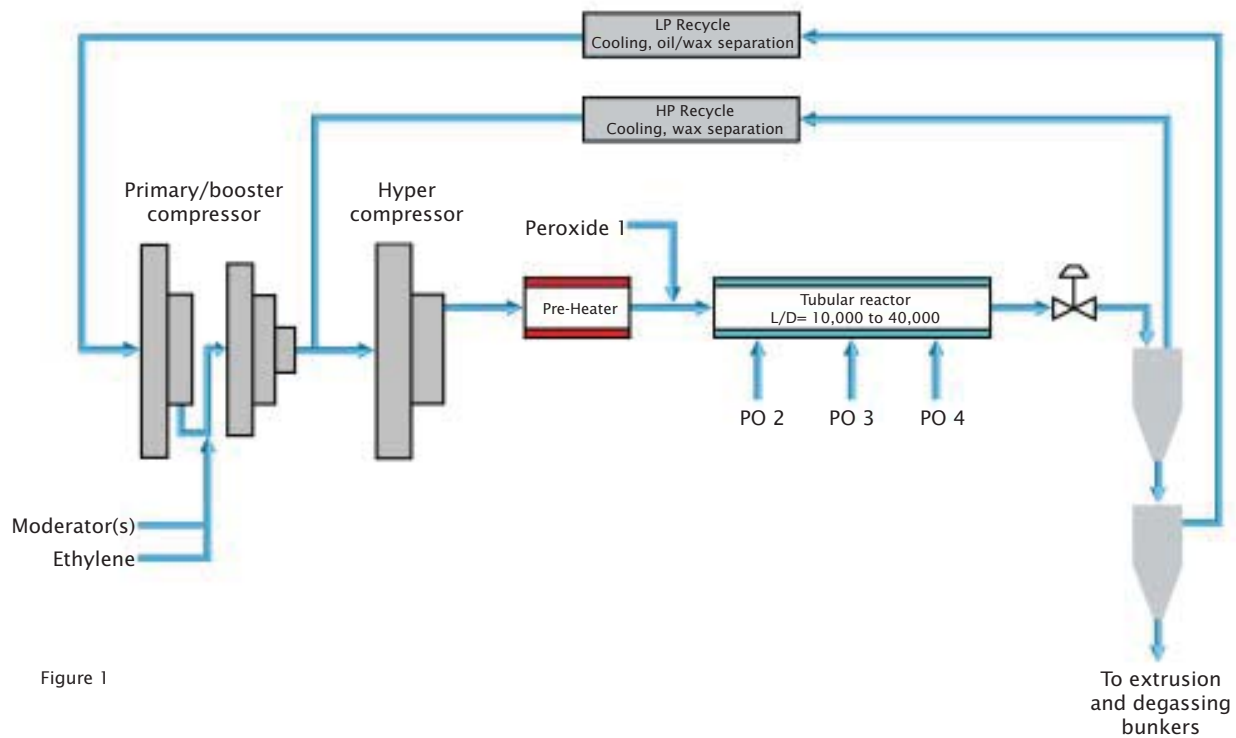 LP Recycle
Cooling, oil/wax separation
HP Recycle
Cooling, wax separation
Primary/booster
compressor
Hyper
compressor
Peroxide 1
Pre-Heater
Tubular reactor
L/D= 10,000 to 40,000
PO 2
PO 3
PO 4
Moderator(s)
Ethylene
Figure 1
To extrusion
and degassing
bunkers